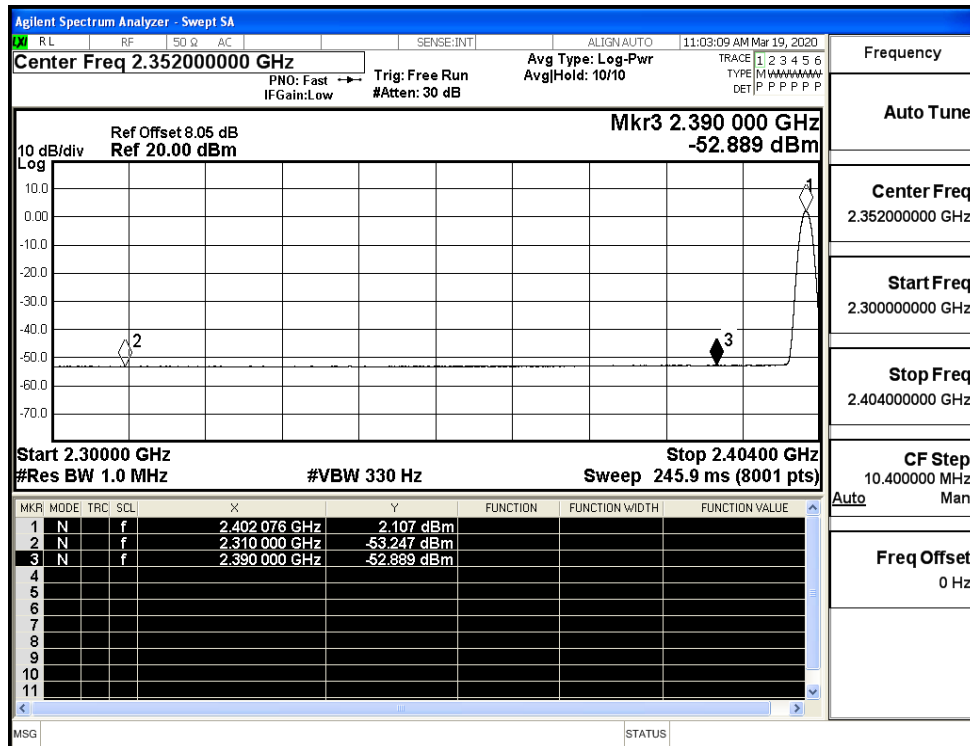 Agilent Spectrum Analyzer - Swept SA
LXI RL RF 50 Ω AC SENSE:INT ALIGN AUTO 11:03:09 AM Mar 19, 2020
Center Freq 2.352000000 GHz
PNO: Fast
IFGain:Low
Trig: Free Run
#Atten: 30 dB
Avg Type: Log-Pwr
Avg|Hold: 10/10
TRACE 1 2 3 4 5 6
TYPE M W W W W W
DET P P P P P P
Ref Offset 8.05 dB
Ref 20.00 dBm
10 dB/div
Log
Mkr3 2.390 000 GHz
-52.889 dBm
10.0
0.00
-10.0
-20.0
-30.0
-40.0
-50.0
-60.0
-70.0
1
2
3
Start 2.30000 GHz Stop 2.40400 GHz
#Res BW 1.0 MHz #VBW 330 Hz Sweep 245.9 ms (8001 pts)
MKR MODE TRC SCL X Y FUNCTION FUNCTION WIDTH FUNCTION VALUE
1 N f 2.402 076 GHz 2.107 dBm
2 N f 2.310 000 GHz -53.247 dBm
3 N f 2.390 000 GHz -52.889 dBm
4
5
6
7
8
9
10
11
MSG STATUS
Frequency
Auto Tune
Center Freq
2.352000000 GHz
Start Freq
2.300000000 GHz
Stop Freq
2.404000000 GHz
CF Step
10.400000 MHz
Auto Man
Freq Offset
0 Hz